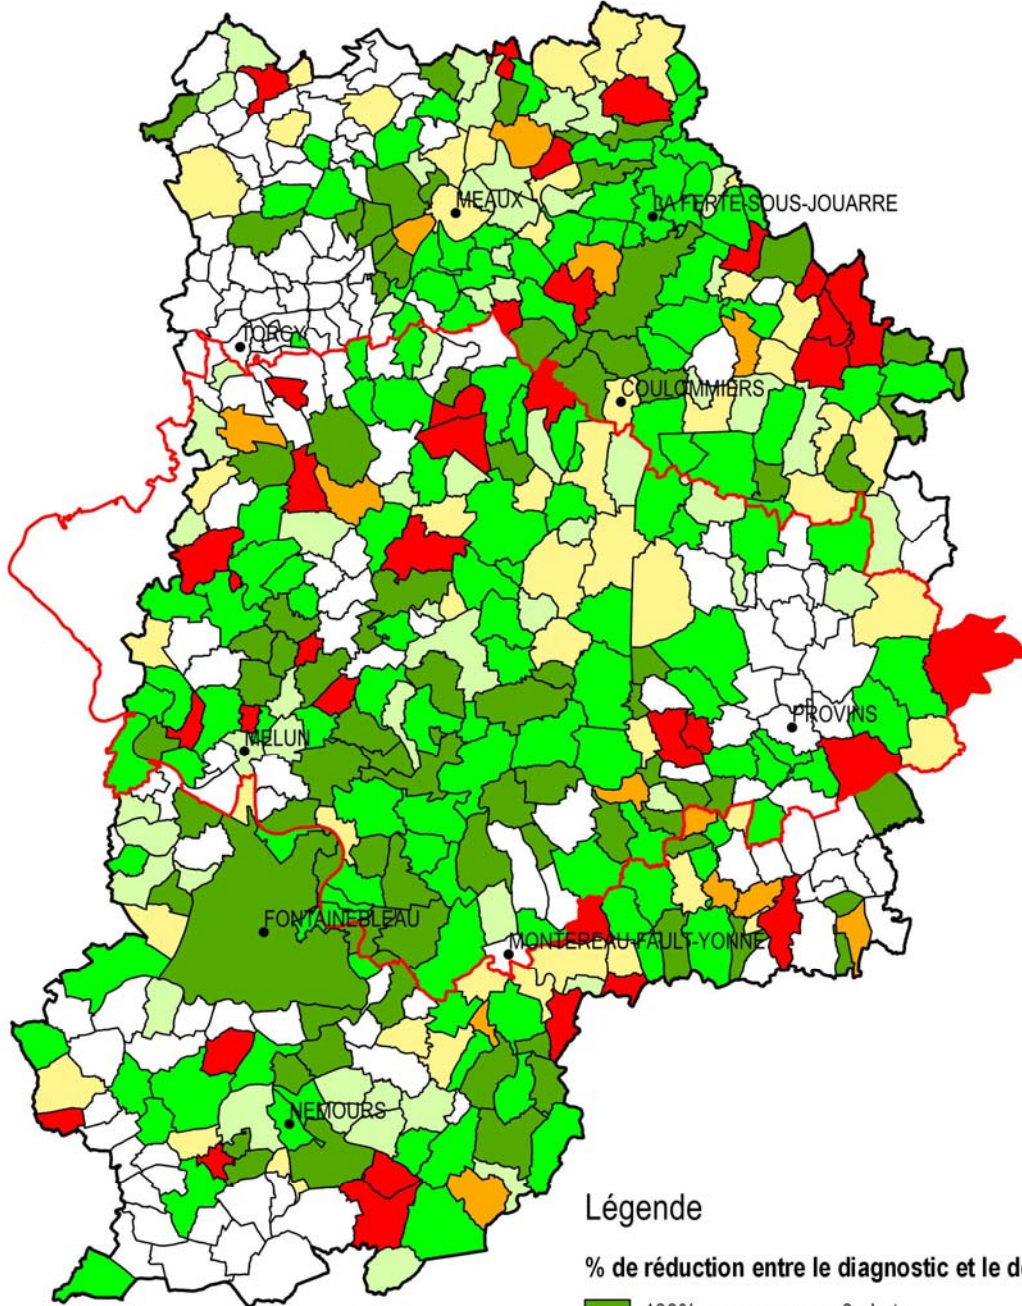 MEAUX
LA FERTE-SOUS-JOUARRE
TORCY
COULOMMIERS
PROVINS
MELUN
FONTAINEBLEAU
MONTEREAU-FAULT-YONNE
NEMOURS
Légende
% de réduction entre le diagnostic et le d